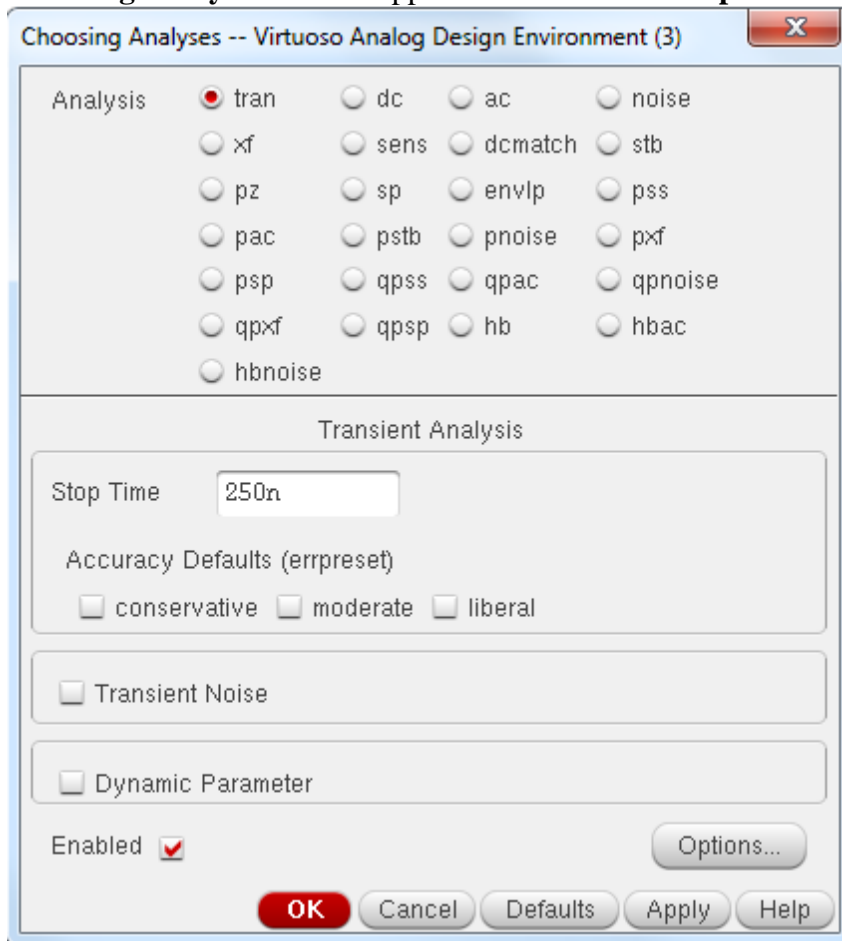 Choosing Analyses -- Virtuoso Analog Design Environment (3)
Analysis tran dc ac noise
xf sens dcmatch stb
pz sp envlp pss
pac pstb pnoise pxf
psp qpss qpac qpnoise
qpxf qpsp hb hbac
hbnoise
Transient Analysis
Stop Time 250n
Accuracy Defaults (errpreset)
conservative moderate liberal
Transient Noise
Dynamic Parameter
Enabled Options...
OK Cancel Defaults Apply Help